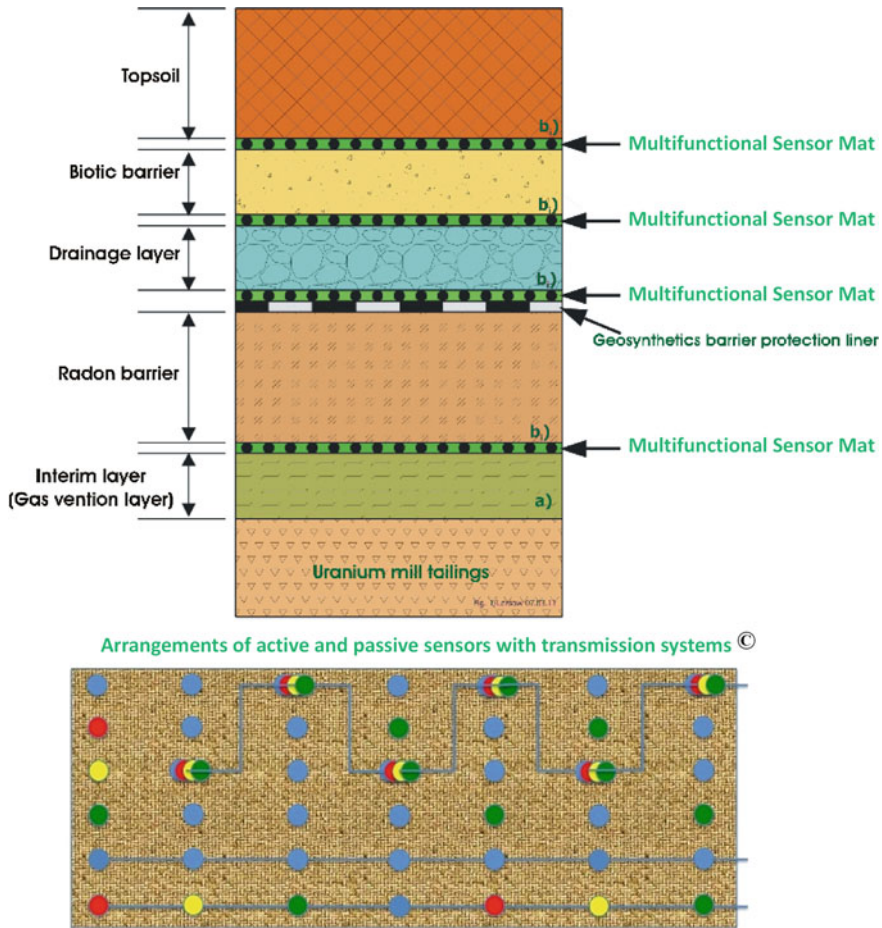 Topsoil
b,)
Multifunctional Sensor Mat
Biotic barrier
b,)
Multifunctional Sensor Mat
Drainage layer
Multifunctional Sensor Mat
Geosynthetics barrier protection liner
Radon barrier
b,)
Multifunctional Sensor Mat
Interim layer
(Gas vention layer)
a)
Uranium mill tailings
Arrangements of active and passive sensors with transmission systems ©